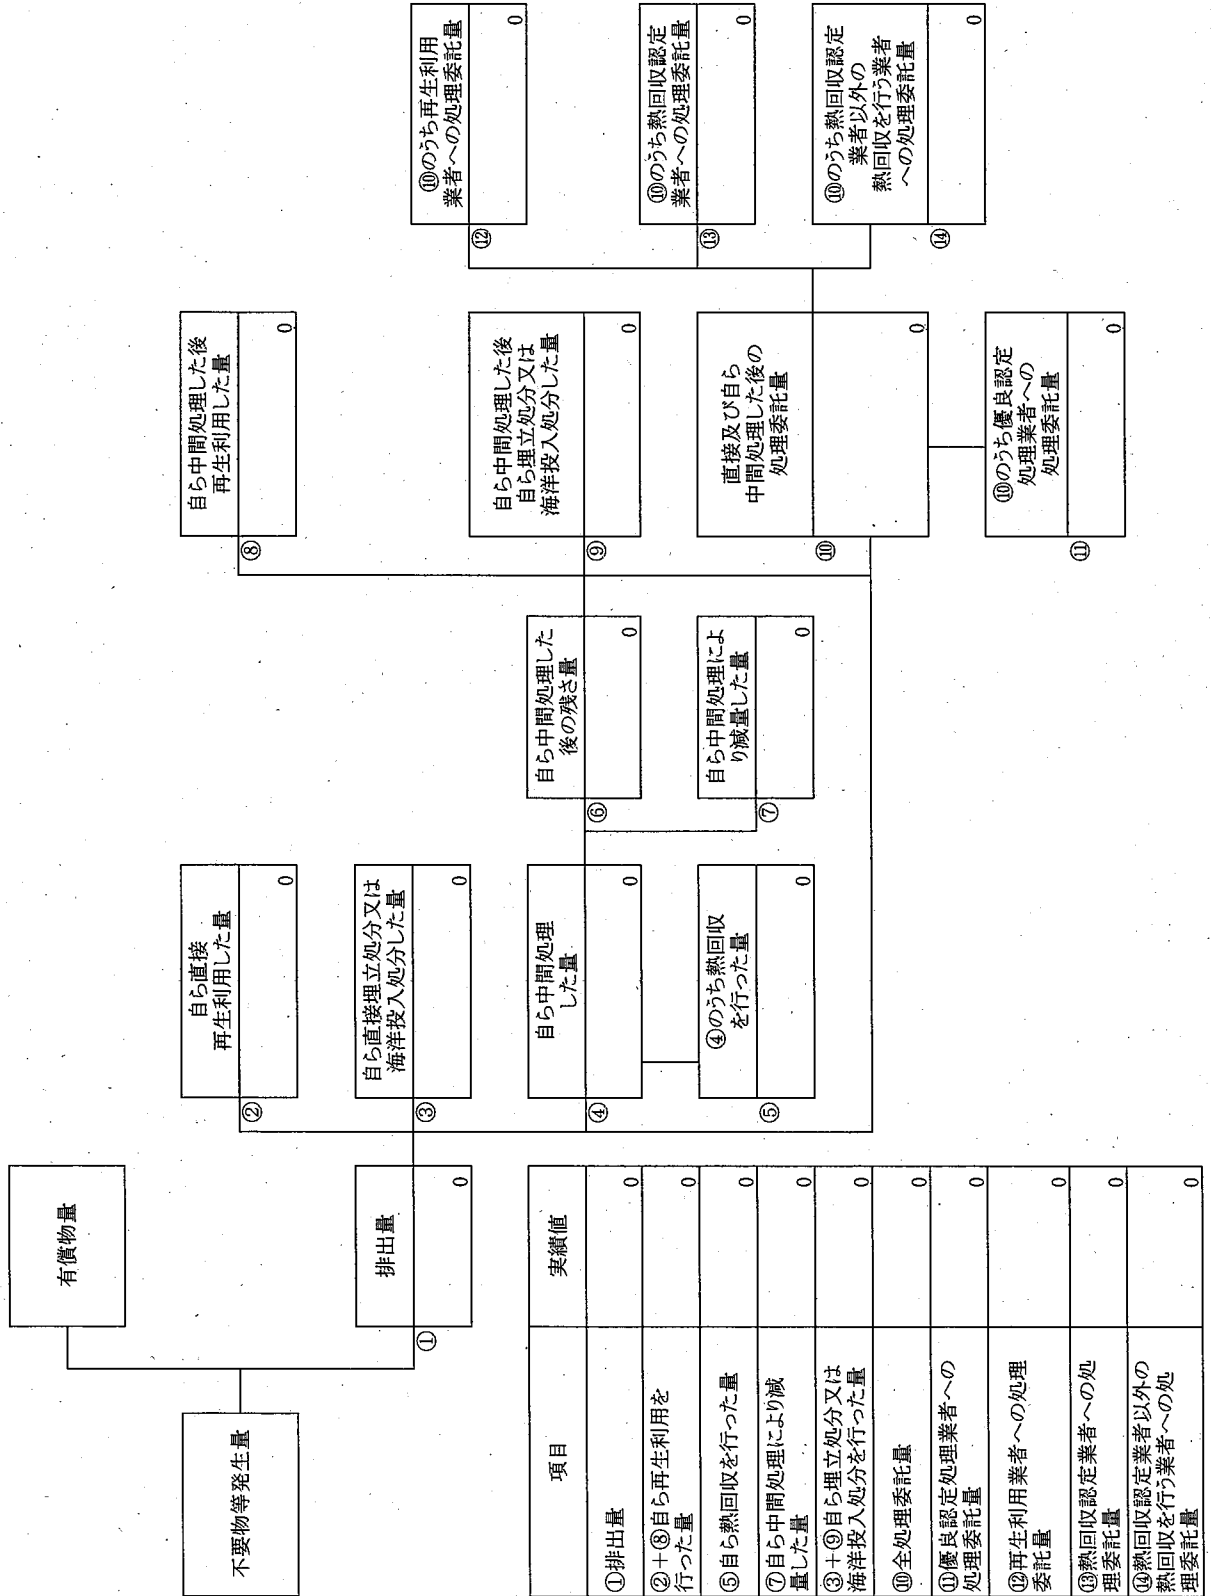 不要物等発生量
有償物量
排出量
①
0
自ら直接
再生利用した量
②
0
自ら直接埋立処分又は
海洋投入処分した量
③
0
自ら中間処理
した量
④
0
④のうち熱回収
を行った量
⑤
0
自ら中間処理した
後の残さ量
⑥
0
自ら中間処理によ
り減量した量
⑦
0
自ら中間処理した後
再生利用した量
⑧
0
自ら中間処理した後
自ら埋立処分又は
海洋投入処分した量
⑨
0
直接及び自ら
中間処理した後の
処理委託量
⑩
0
⑩のうち優良認定
処理業者への
処理委託量
⑪
0
⑩のうち再生利用
業者への処理委託量
⑫
0
⑩のうち熱回収認定
業者への処理委託量
⑬
0
⑩のうち熱回収認定
業者以外の
熱回収を行う業者
への処理委託量
⑭
0
項目 実績値
①排出量 0
②+⑧自ら再生利用を
行った量 0
⑤自ら熱回収を行った量 0
⑦自ら中間処理により減
量した量 0
③+⑨自ら埋立処分又は
海洋投入処分を行った量 0
⑩全処理委託量 0
⑪優良認定処理業者への
処理委託量 0
⑫再生利用業者への処理
委託量 0
⑬熱回収認定業者への処
理委託量 0
⑭熱回収認定業者以外の
熱回収を行う業者への処
理委託量 0